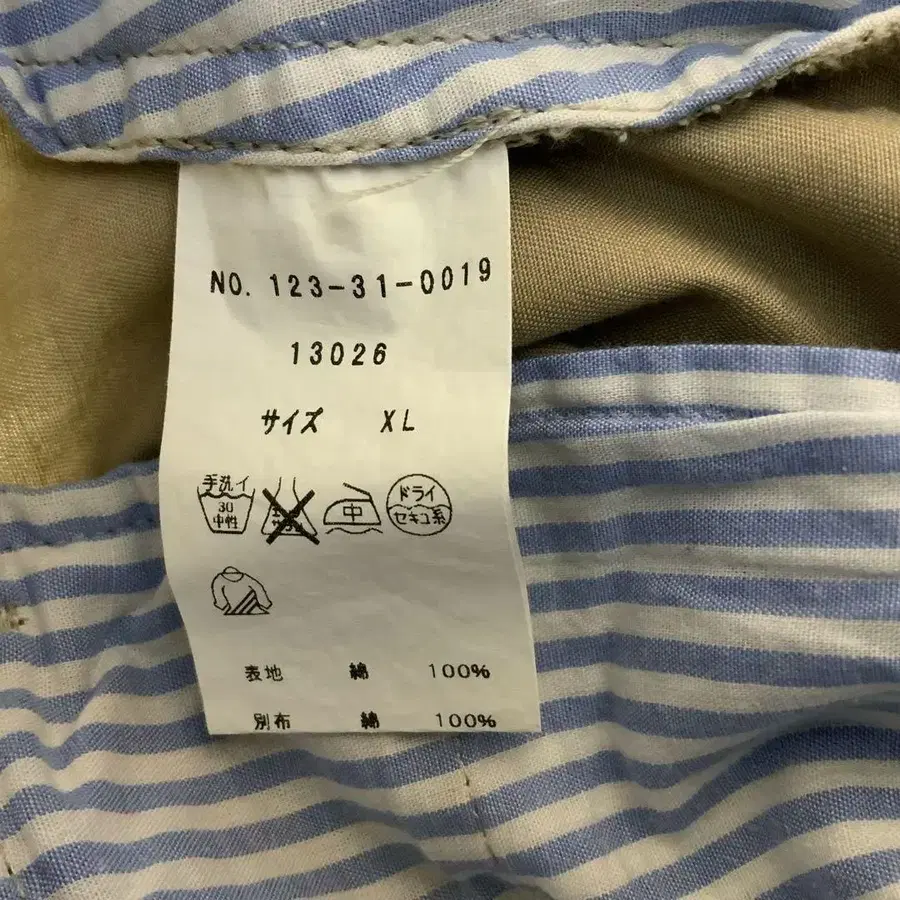 NO. 123-31-0019
13026
サイズ XL
手洗イ
30
中性
中
ドライ
セキユ系
表地 綿 100%
別布 綿 100%